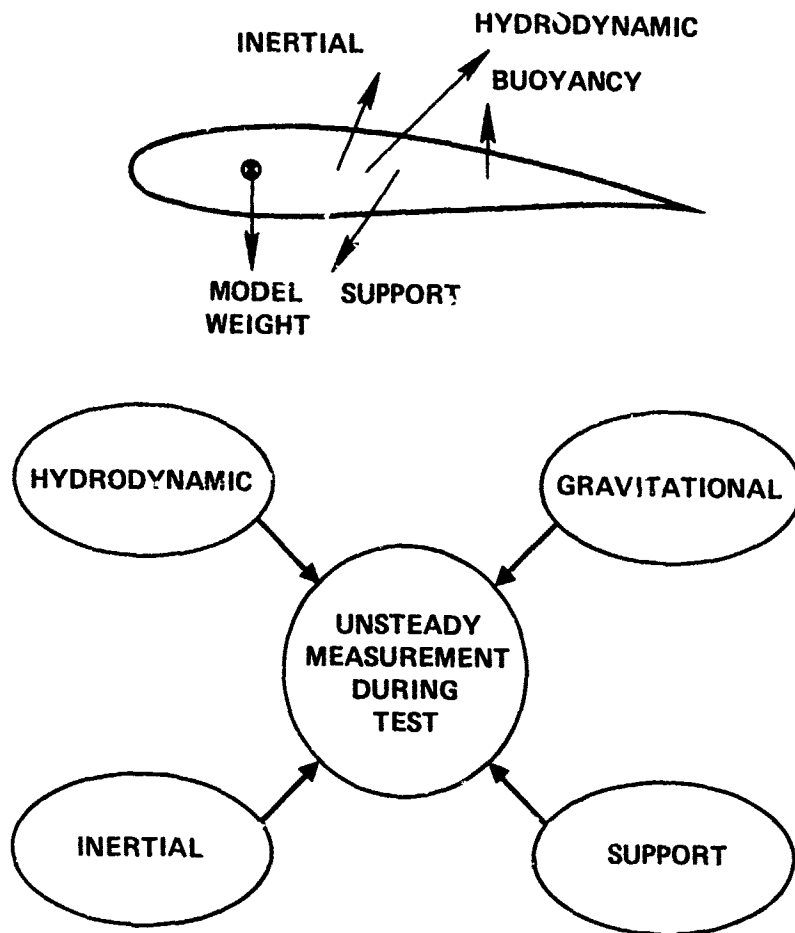 INERTIAL
HYDRODYNAMIC
BUOYANCY
MODEL
WEIGHT
SUPPORT
HYDRODYNAMIC
GRAVITATIONAL
UNSTEADY
MEASUREMENT
DURING
TEST
INERTIAL
SUPPORT